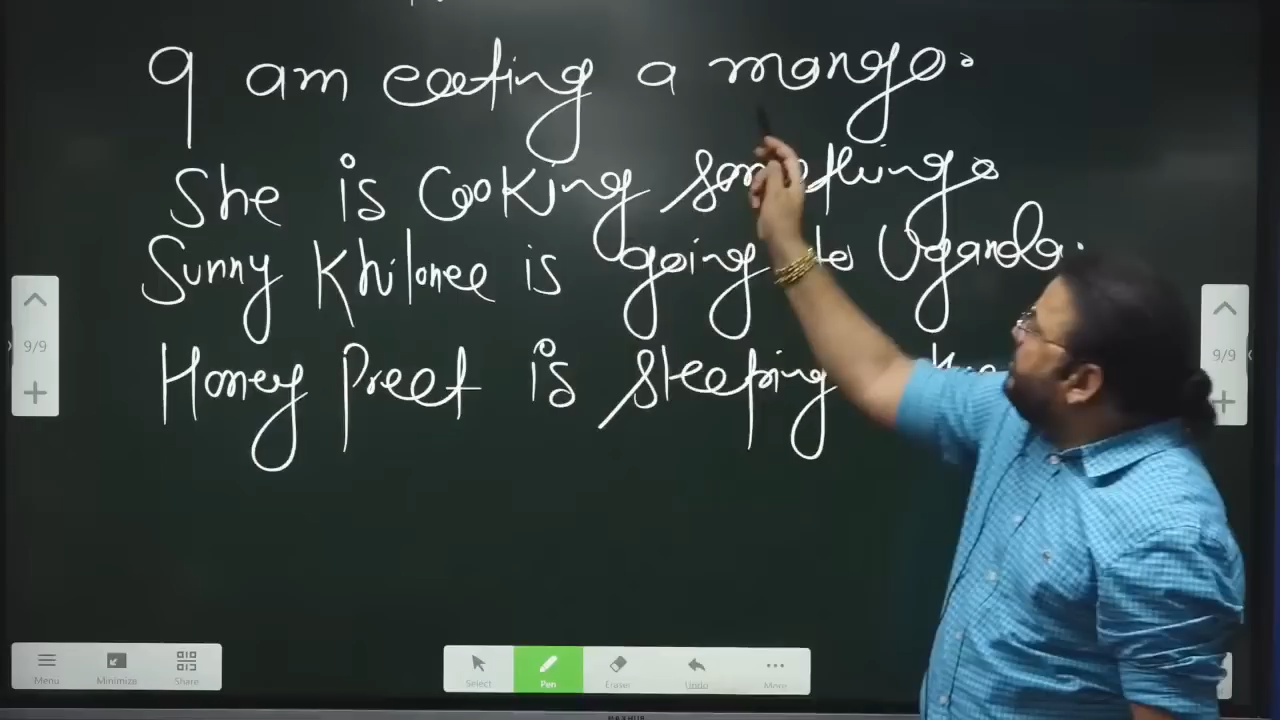 I am eating a mango.
She is Cooking something.
Sunny Khilonee is going to Uganda.
Honey Preet is sleeping
9/9
9/9
Menu
Minimize
Share
Select
Pen
Eraser
Undo
More